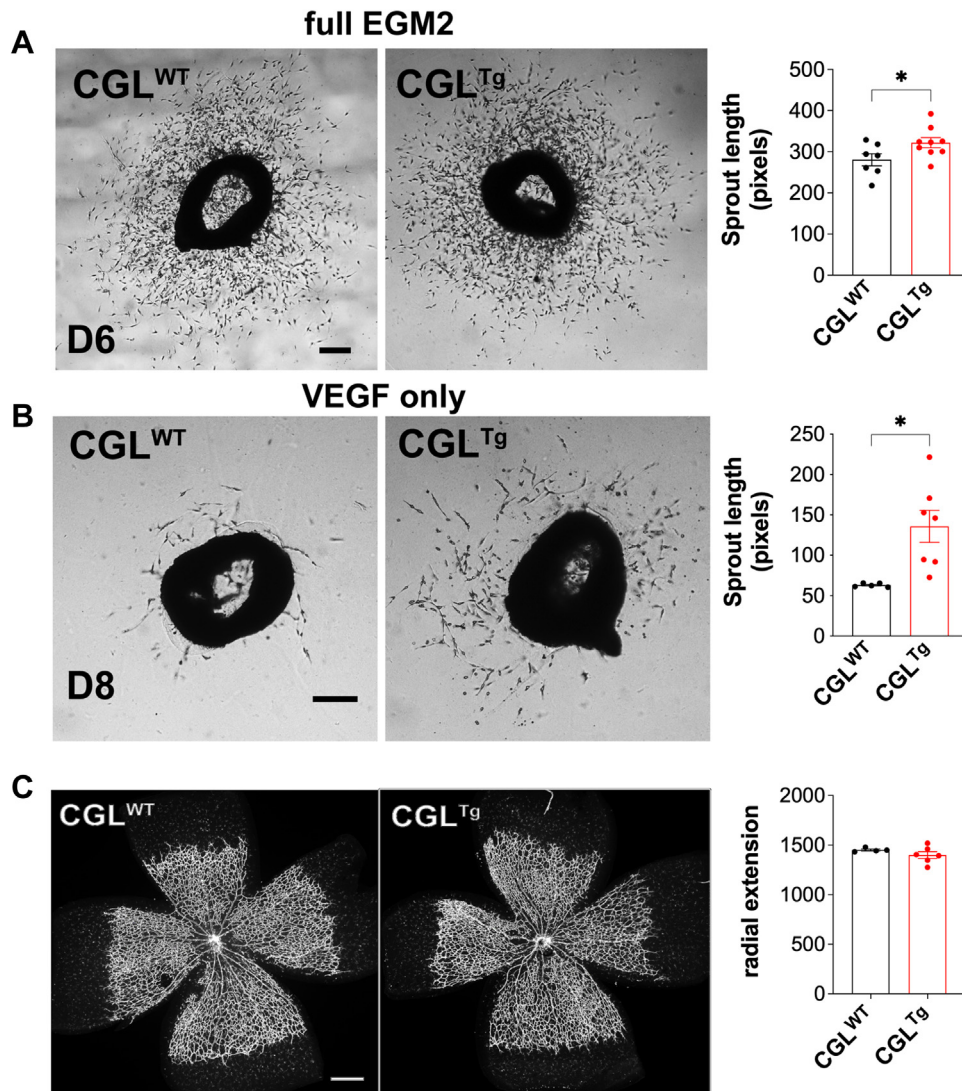 full EGM2
A
CGL^WT
CGL^Tg
D6
500
400
300
200
100
0
Sprout length
(pixels)
*
CGL^WT
CGL^Tg
VEGF only
B
CGL^WT
CGL^Tg
D8
250
200
150
100
50
0
Sprout length
(pixels)
*
CGL^WT
CGL^Tg
C
CGL^WT
CGL^Tg
2000
1500
1000
500
0
radial extension
CGL^WT
CGL^Tg